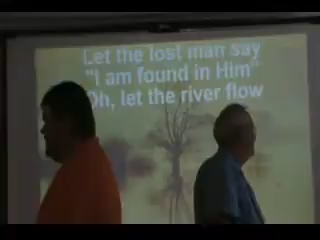 Let the lost man say
"I am found in Him"
Oh, let the river flow